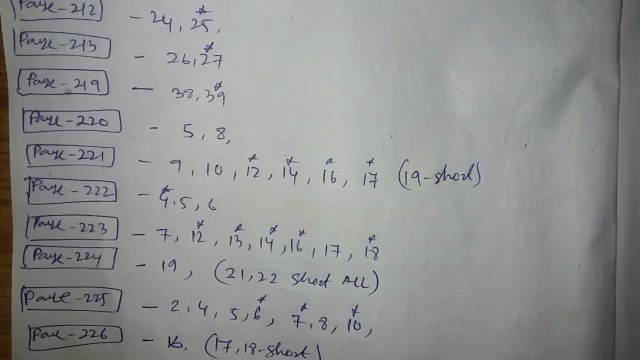 Page-212 - 24, 25*,
Page-213 - 26, 27*
Page-219 - 38, 39*
Page-220 - 5, 8,
Page-221 - 9, 10, 12*, 14*, 16*, 17* (19-short)
Page-222 - 4*, 5, 6
Page-223 - 7, 12*, 13*, 14*, 16*, 17, 18*
Page-224 - 19, (21, 22 short ALL)
Page-225 - 2, 4, 5, 6*, 7*, 8, 10*,
Page-226 - 16, (17, 18-short)